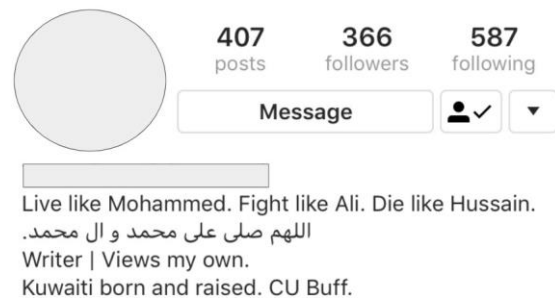 407 366 587
posts followers following
Message
Live like Mohammed. Fight like Ali. Die like Hussain.
اللهم صلى على محمد و ال محمد.
Writer | Views my own.
Kuwaiti born and raised. CU Buff.